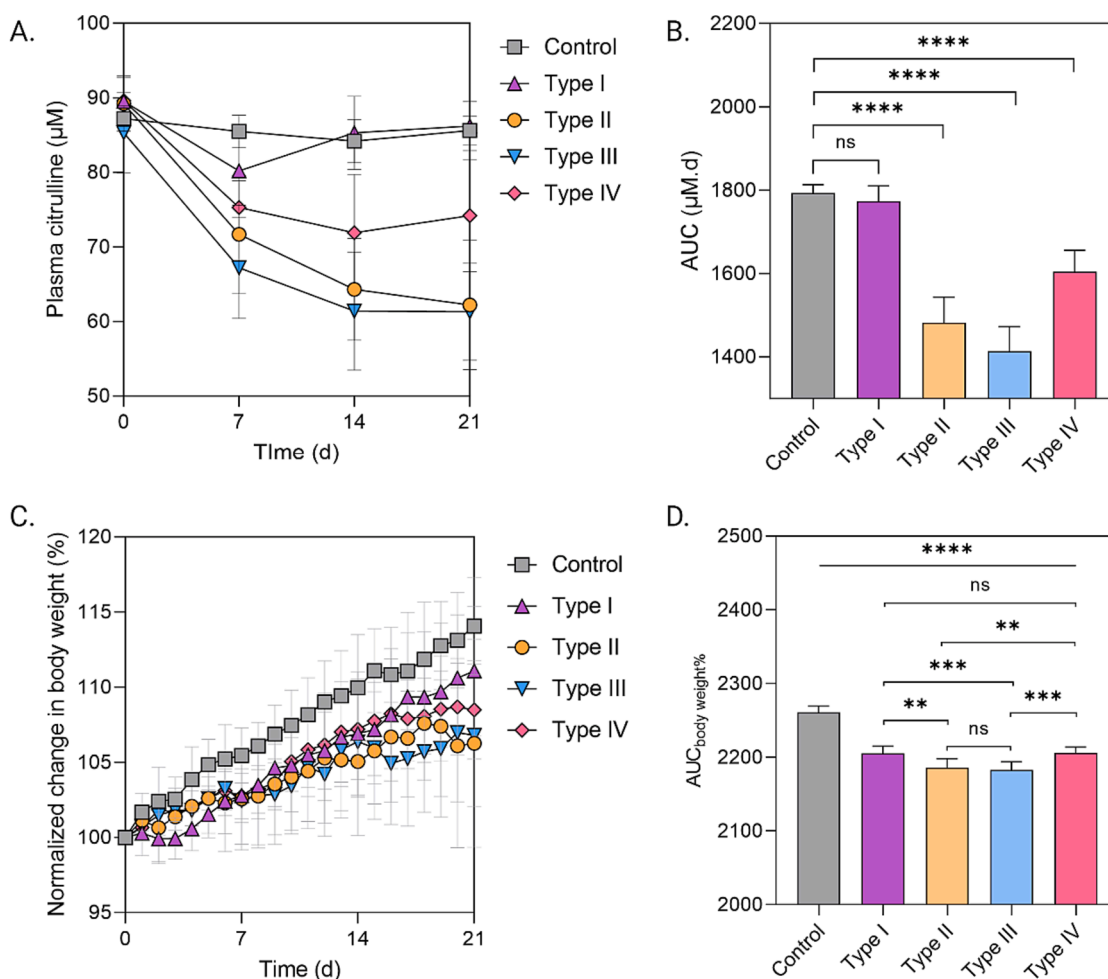 A.
Plasma citrulline (µM)
100
90
80
70
60
50
0
7
14
21
TIme (d)
Control
Type I
Type II
Type III
Type IV
B.
AUC (µM.d)
2200
2000
1800
1600
1400
****
****
****
ns
Control
Type I
Type II
Type III
Type IV
C.
Normalized change in body weight (%)
120
115
110
105
100
95
0
7
14
21
Time (d)
Control
Type I
Type II
Type III
Type IV
D.
AUCbody weight%
2500
2400
2300
2200
2100
2000
****
ns
**
***
** ***
ns
Control
Type I
Type II
Type III
Type IV